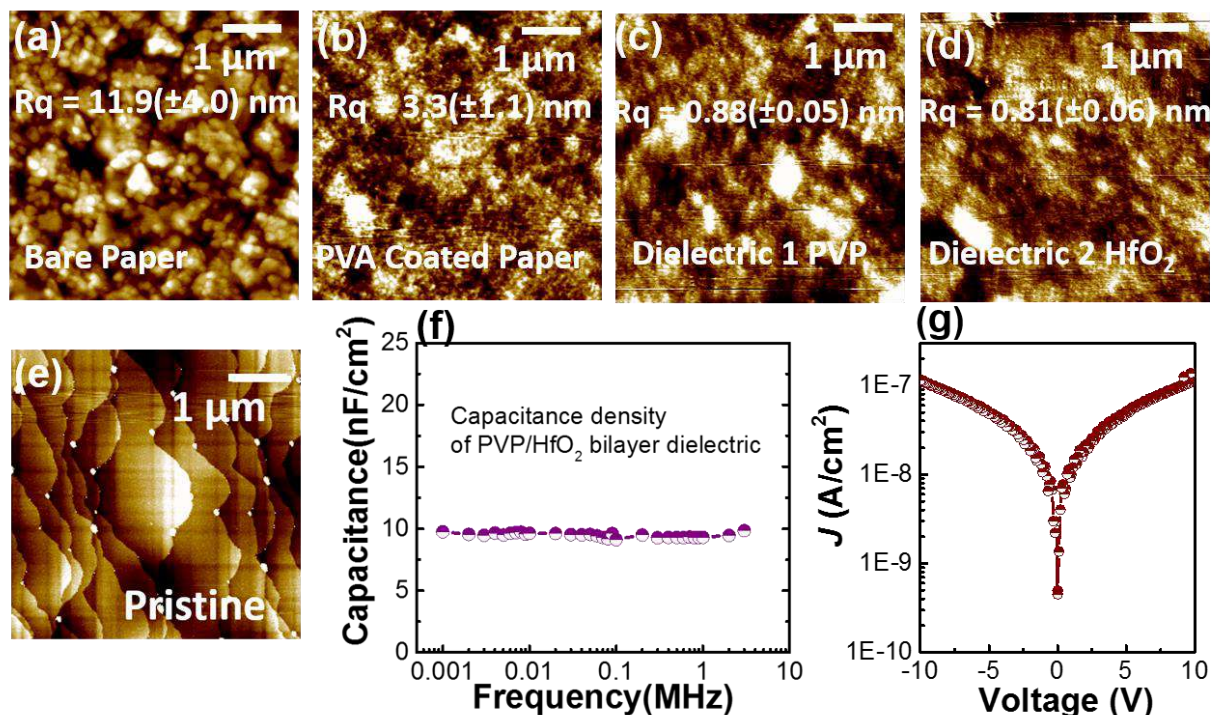 (a)
1 μm
Rq = 11.9(±4.0) nm
Bare Paper
(b)
1 μm
Rq = 3.3(±1.1) nm
PVA Coated Paper
(c)
1 μm
Rq = 0.88(±0.05) nm
Dielectric 1 PVP
(d)
1 μm
Rq = 0.81(±0.06) nm
Dielectric 2 HfO₂
(e)
1 μm
Pristine
(f)
Capacitance(nF/cm²)
25
20
15
10
5
0
Capacitance density
of PVP/HfO₂ bilayer dielectric
0.001 0.01 0.1 1 10
Frequency(MHz)
(g)
J (A/cm²)
1E-7
1E-8
1E-9
1E-10
-10 -5 0 5 10
Voltage (V)